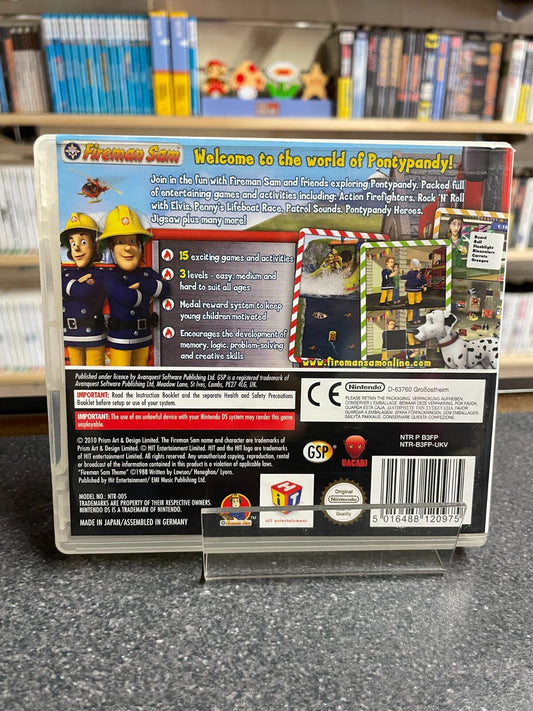 Fireman Sam
Welcome to the world of Pontypandy!
Join in the fun with Fireman Sam and friends exploring Pontypandy. Packed full
of entertaining games and activities including: Action Firefighters, Rock 'N' Roll
with Elvis, Penny's Lifeboat Race, Patrol Sounds, Pontypandy Heroes,
Jigsaw plus many more!
15 exciting games and activities
3 levels - easy, medium and
hard to suit all ages
Medal reward system to keep
young children motivated
Encourages the development of
memory, logic, problem-solving
and creative skills
www.firemansamonline.com
Published under licence by Avanquest Software Publishing Ltd. GSP is a registered trademark of
Avanquest Software Publishing Ltd, Meadow Lane, St Ives, Cambs, PE27 4LG, UK.
IMPORTANT: Read the Instruction Booklet and the separate Health and Safety Precautions
Booklet before setup or use of your system.
IMPORTANT: The use of an unlawful device with your Nintendo DS system may render this game
unplayable.
CE
Nintendo
D-63760 Großostheim
PLEASE RETAIN THE PACKAGING. VERPACKUNG AUFHEBEN.
NTR P B3FP
NTR-B3FP-UKV
© 2010 Prism Art & Design Limited. The Fireman Sam name and character are trademarks of
Prism Art & Design Limited. © HIT Entertainment Limited. HIT and the HIT logo are trademarks
of HIT Entertainment Limited. All rights reserved. Any unauthorised copying, reproduction,
distribution, publication or transmission of this product is a violation of applicable laws.
"Fireman Sam Theme" ©1988 Written by Lawson/ Heneghan/ Lyons.
Published by Hit Entertainment/ EMI Music Publishing Ltd.
GSP
UACARI
MODEL NO: NTR-005
TRADEMARKS ARE PROPERTY OF THEIR RESPECTIVE OWNERS.
NINTENDO DS IS A TRADEMARK OF NINTENDO.
MADE IN JAPAN/ASSEMBLED IN GERMANY
HiT
HiT entertainment
Original
Nintendo
Quality
5 016488 120975